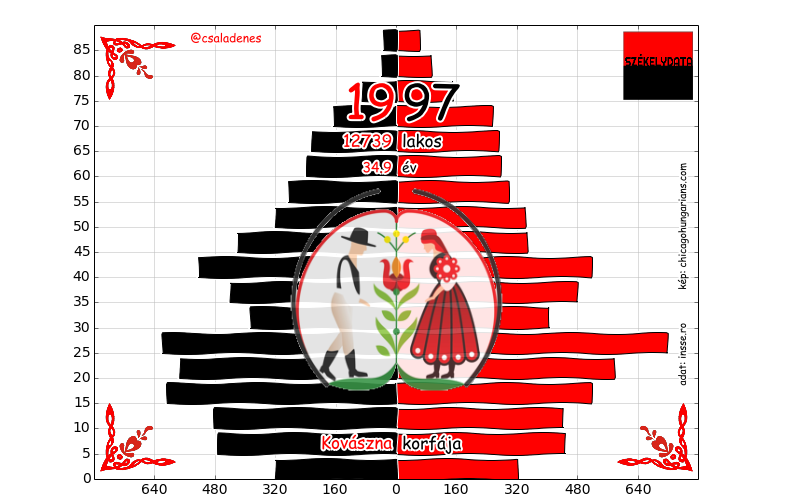 @csaladenes
SZÉKELYDATA
1997
12739 lakos
34.9 év
kép: chicagohungarians.com
adat: insse.ro
Kovászna korfája
85
80
75
70
65
60
55
50
45
40
35
30
25
20
15
10
5
0
640 480 320 160 0 160 320 480 640